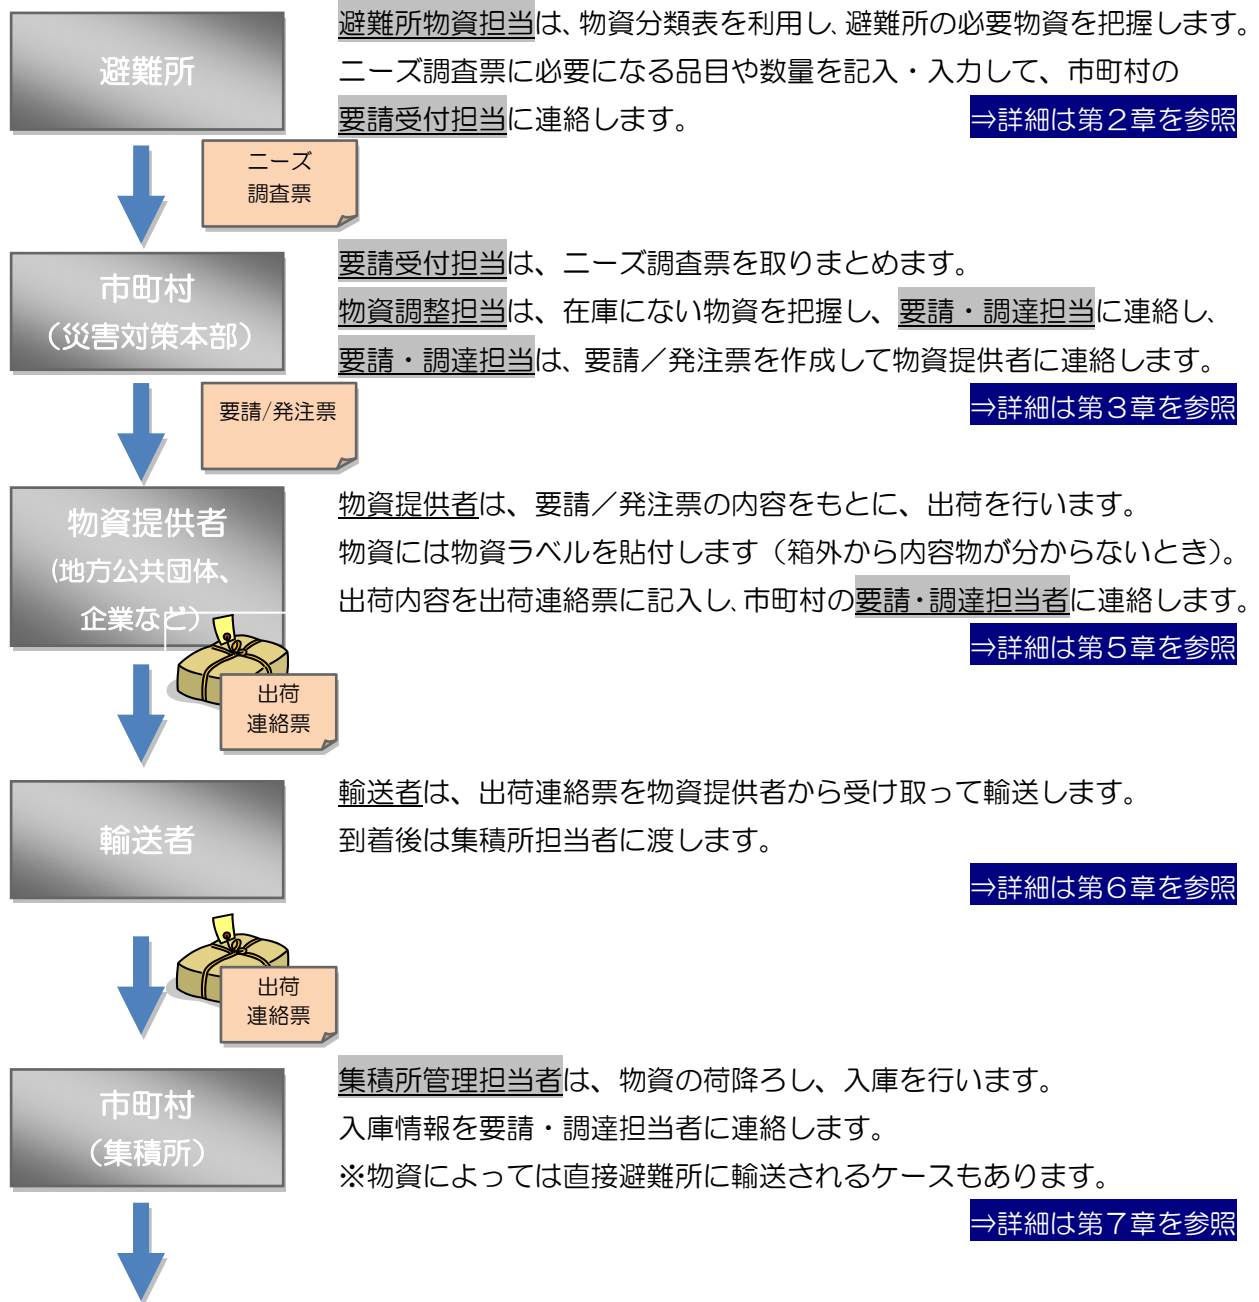 避難所
避難所物資担当は、物資分類表を利用し、避難所の必要物資を把握します。
ニーズ調査票に必要になる品目や数量を記入・入力して、市町村の
要請受付担当に連絡します。
⇒詳細は第２章を参照
ニーズ
調査票
市町村
（災害対策本部）
要請受付担当は、ニーズ調査票を取りまとめます。
物資調整担当は、在庫にない物資を把握し、要請・調達担当に連絡し、
要請・調達担当は、要請／発注票を作成して物資提供者に連絡します。
⇒詳細は第３章を参照
要請/発注票
物資提供者
(地方公共団体、
企業など)
物資提供者は、要請／発注票の内容をもとに、出荷を行います。
物資には物資ラベルを貼付します（箱外から内容物が分からないとき）。
出荷内容を出荷連絡票に記入し、市町村の要請・調達担当者に連絡します。
⇒詳細は第５章を参照
出荷
連絡票
輸送者
輸送者は、出荷連絡票を物資提供者から受け取って輸送します。
到着後は集積所担当者に渡します。
⇒詳細は第６章を参照
出荷
連絡票
市町村
（集積所）
集積所管理担当者は、物資の荷降ろし、入庫を行います。
入庫情報を要請・調達担当者に連絡します。
※物資によっては直接避難所に輸送されるケースもあります。
⇒詳細は第７章を参照